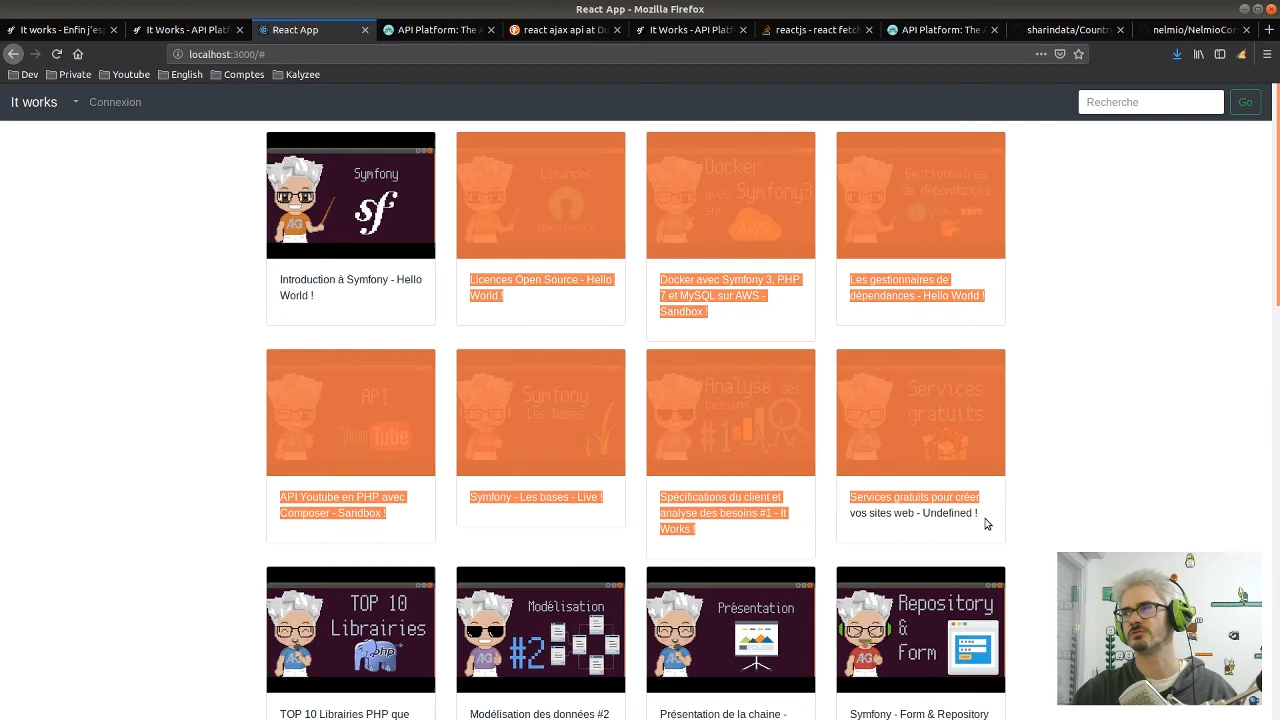 React App - Mozilla Firefox
It works - Enfin j'es
It Works - API Platf
React App
API Platform: The A
react ajax api at Du
It Works - API Platf
reactjs - react fetch
API Platform: The A
sharindata/Countr
nelmio/NelmioCor
localhost:3000/#
Dev
Private
Youtube
English
Comptes
Kalyzee
It works
Connexion
Recherche
Go
Symfony
sf
AKG
Introduction à Symfony - Hello
World !
Licences
Licences Open Source - Hello
World !
Docker
avec Symfony3
sur
AWS
Docker avec Symfony 3, PHP
7 et MySQL sur AWS -
Sandbox !
Gestionnaires
de dépendances
Les gestionnaires de
dépendances - Hello World !
API
YouTube
API Youtube en PHP avec
Composer - Sandbox !
Symfony
Les bases
Symfony - Les bases - Live !
Analyse des
besoins
#1
Spécifications du client et
analyse des besoins #1 - It
Works !
Services
gratuits
Services gratuits pour créer
vos sites web - Undefined !
TOP 10
Librairies
php
AKG
TOP 10 Librairies PHP que
Modélisation
#2
AKG
Modélisation des données #2
Présentation
AKG
Présentation de la chaine -
Repository
&
Form
AKG
Symfony - Form & Repository